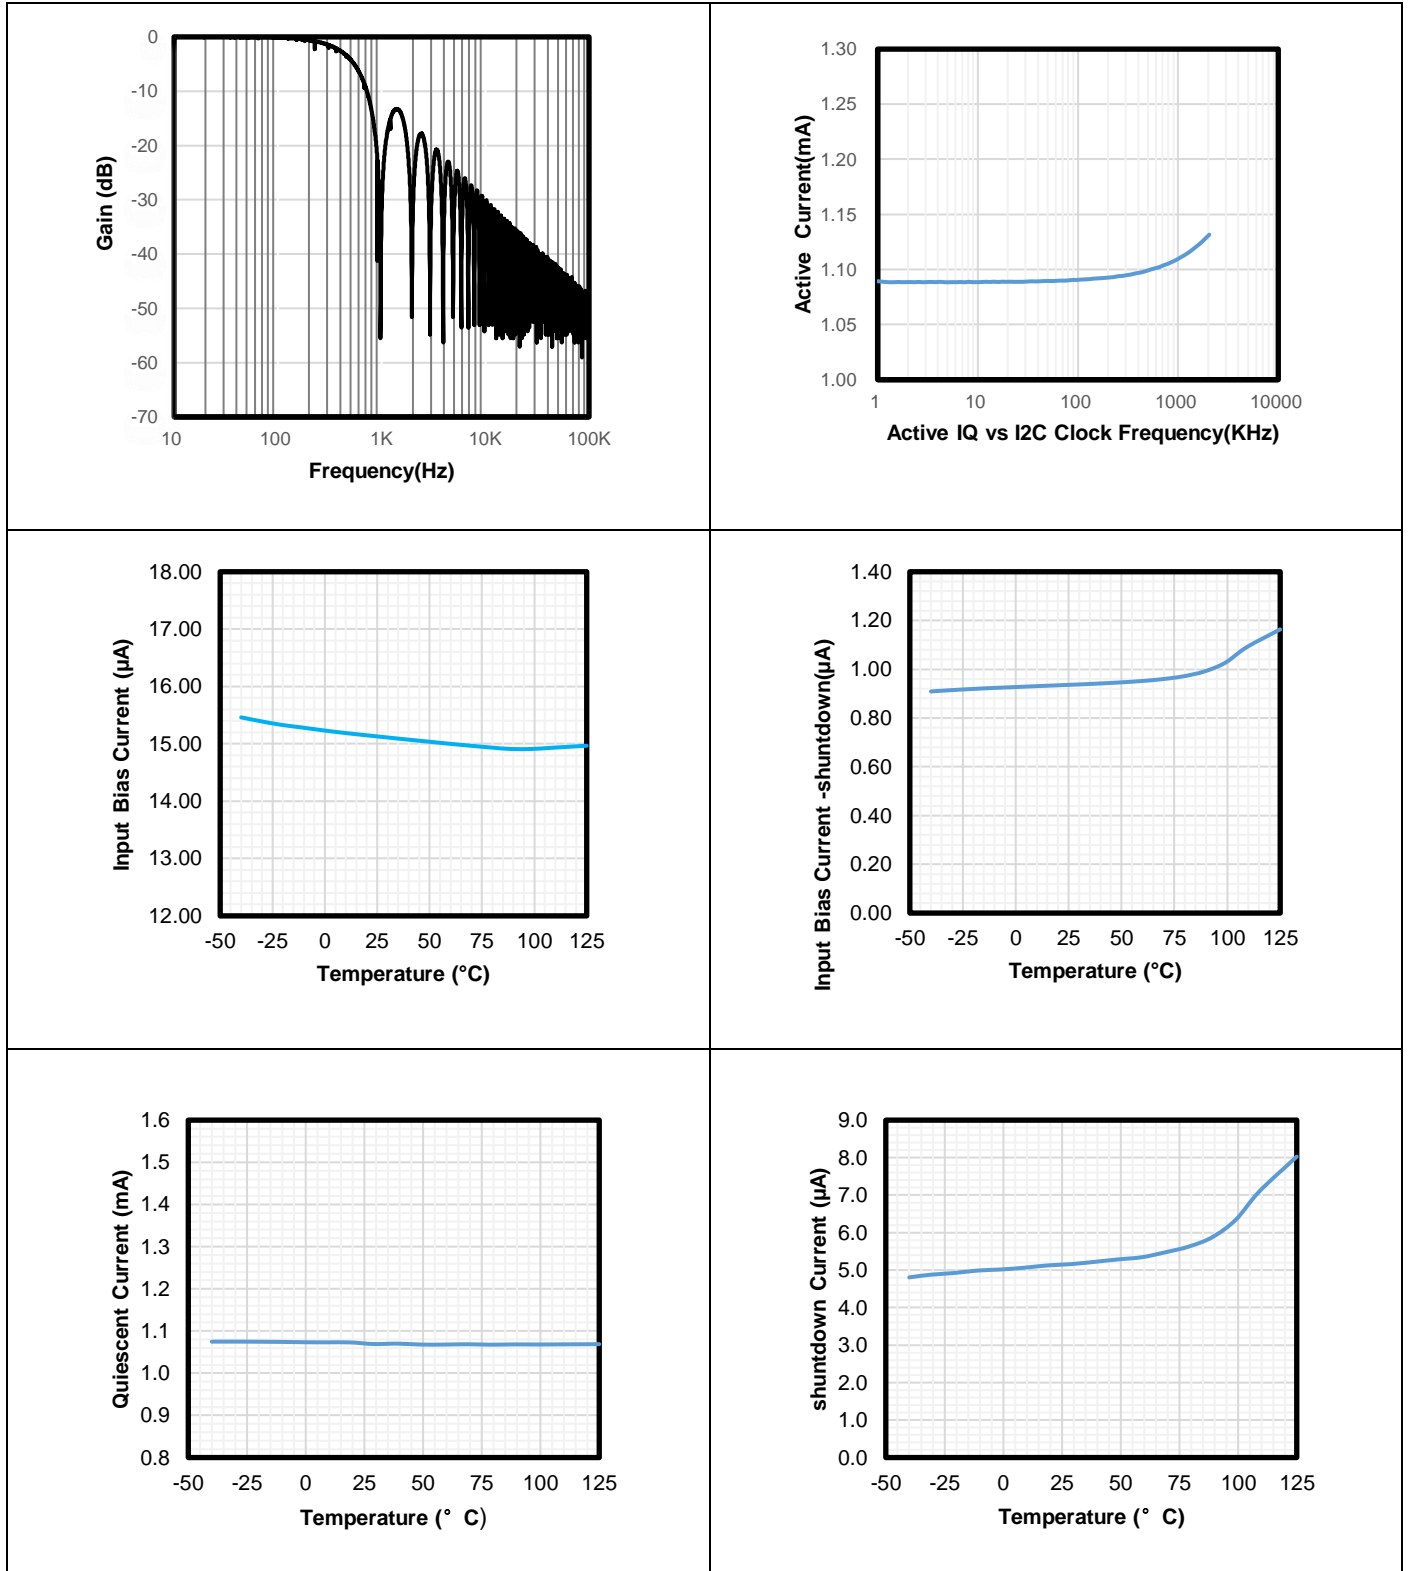 0
-10
-20
-30
-40
-50
-60
-70
Gain (dB)
10 100 1K 10K 100K
Frequency(Hz)
1.30
1.25
1.20
1.15
1.10
1.05
1.00
Active Current(mA)
1 10 100 1000 10000
Active IQ vs I2C Clock Frequency(KHz)
18.00
17.00
16.00
15.00
14.00
13.00
12.00
Input Bias Current (µA)
-50 -25 0 25 50 75 100 125
Temperature (°C)
1.40
1.20
1.00
0.80
0.60
0.40
0.20
0.00
Input Bias Current -shuntdown(µA)
-50 -25 0 25 50 75 100 125
Temperature (°C)
1.6
1.5
1.4
1.3
1.2
1.1
1.0
0.9
0.8
Quiescent Current (mA)
-50 -25 0 25 50 75 100 125
Temperature (° C)
9.0
8.0
7.0
6.0
5.0
4.0
3.0
2.0
1.0
0.0
shuntdown Current (µA)
-50 -25 0 25 50 75 100 125
Temperature (° C)